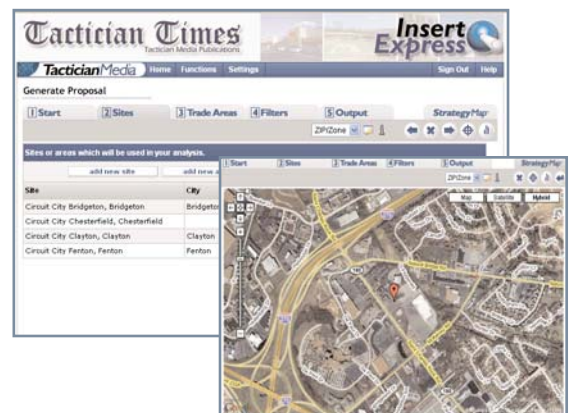 Tactician Times
Tactician Media Publications
Insert
Express
TacticianMedia Home Functions Settings Sign Out Help
Generate Proposal
1 Start 2 Sites 3 Trade Areas 4 Filters 5 Output StrategyMap
ZIP/Zone
Sites or areas which will be used in your analysis.
add new site add new a
Site City
Circuit City Bridgeton, Bridgeton Bridgeton
Circuit City Chesterfield, Chesterfield
Circuit City Clayton, Clayton Clayton
Circuit City Fenton, Fenton Fenton
1 Start 2 Sites 3 Trade Areas 4 Filters 5 Output StrategyMap
ZIP/Zone
Map Satellite Hybrid